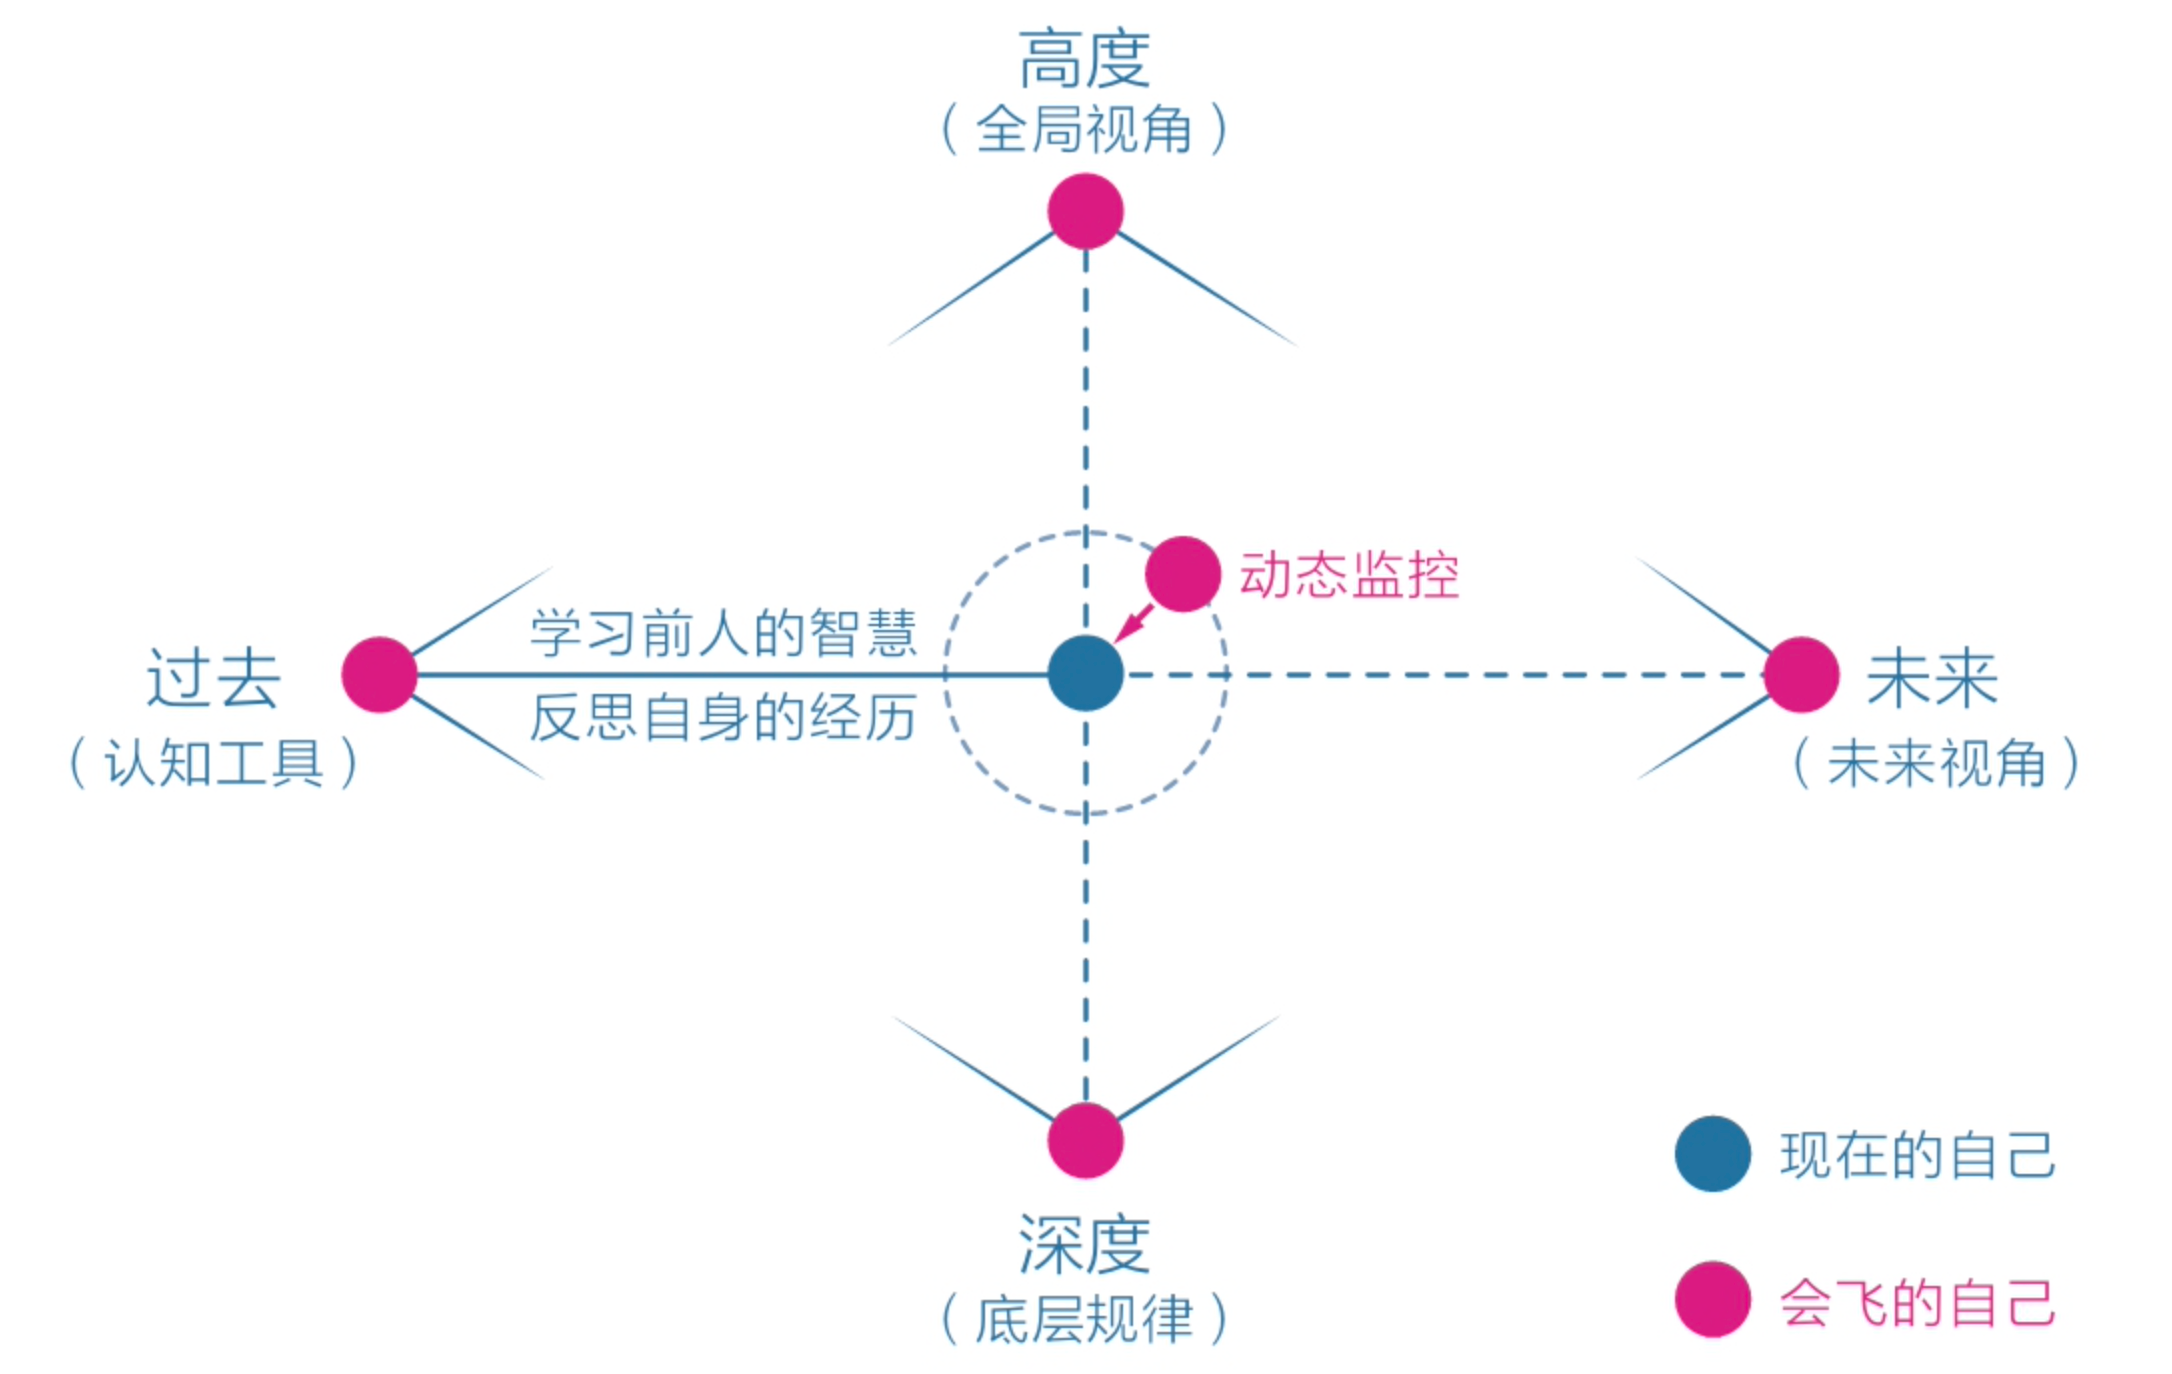 高度
（全局视角）
动态监控
学习前人的智慧
过去
未来
反思自身的经历
（认知工具）
（未来视角）
现在的自己
深度
（底层规律）
会飞的自己